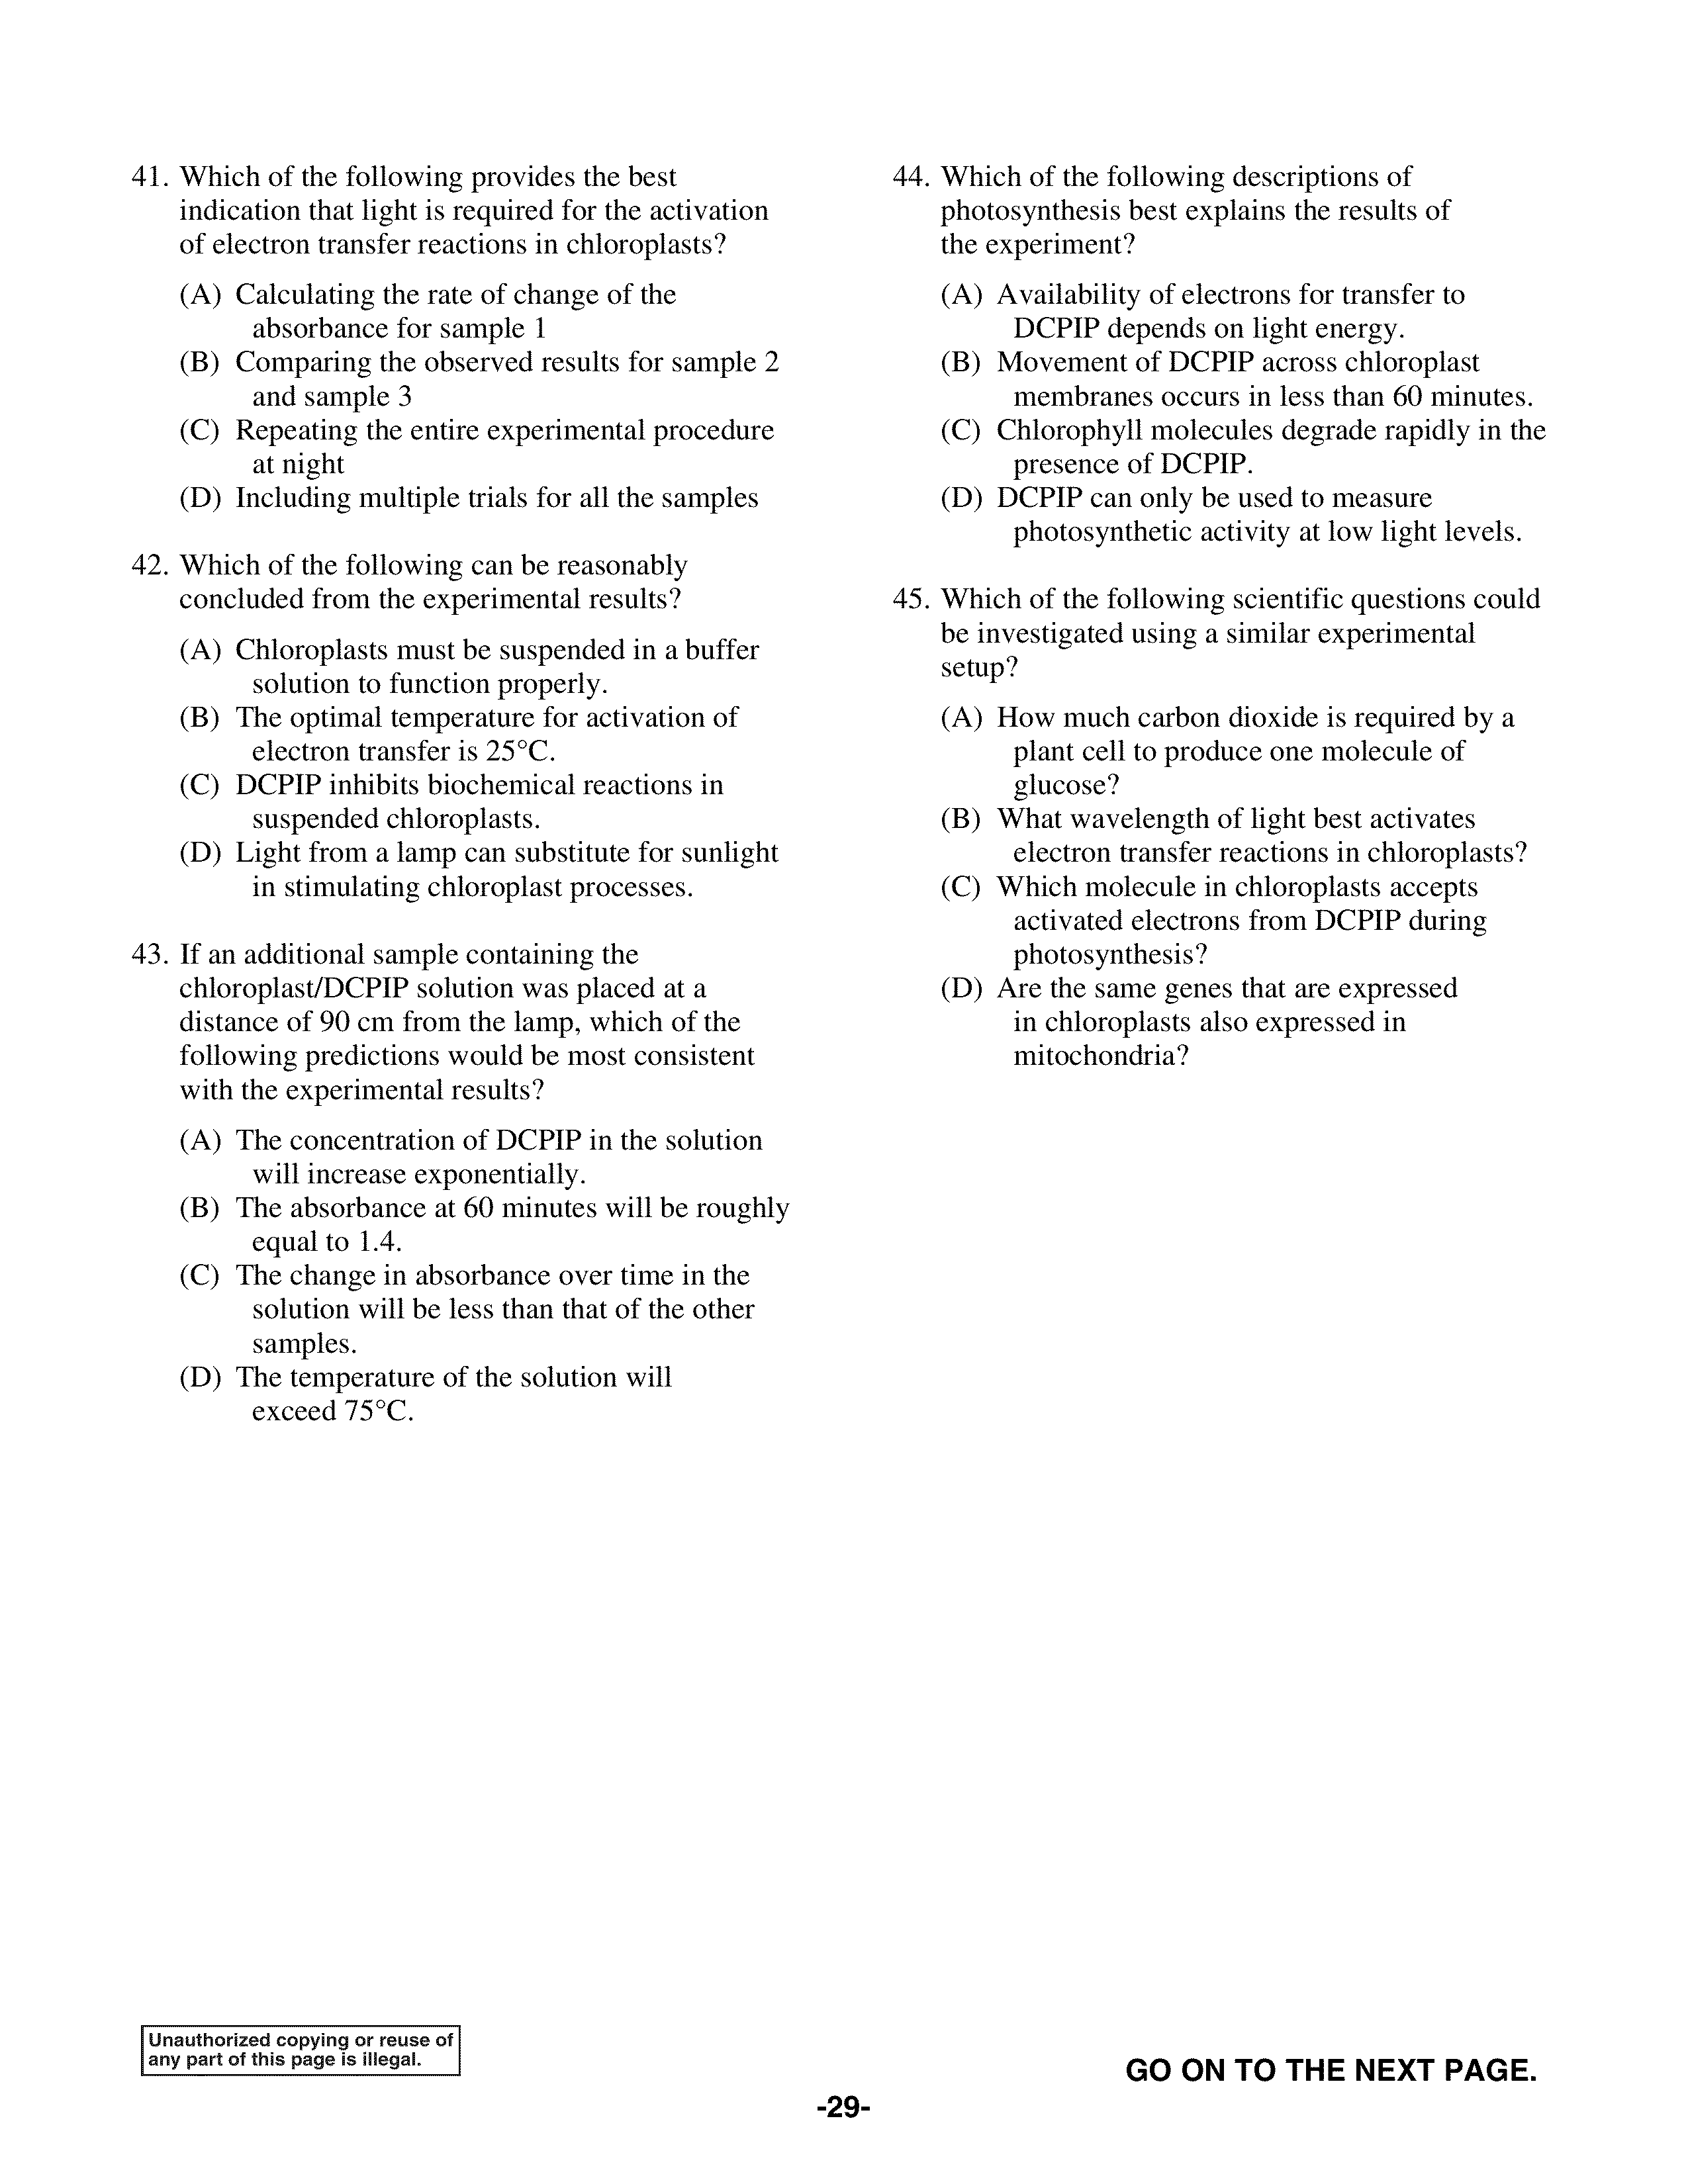 41. Which of the following provides the best
indication that light is required for the activation
of electron transfer reactions in chloroplasts?
(A) Calculating the rate of change of the
absorbance for sample 1
(B) Comparing the observed results for sample 2
and sample 3
(C) Repeating the entire experimental procedure
at night
(D) Including multiple trials for all the samples
42. Which of the following can be reasonably
concluded from the experimental results?
(A) Chloroplasts must be suspended in a buffer
solution to function properly.
(B) The optimal temperature for activation of
electron transfer is 25°C.
(C) DCPIP inhibits biochemical reactions in
suspended chloroplasts.
(D) Light from a lamp can substitute for sunlight
in stimulating chloroplast processes.
43. If an additional sample containing the
chloroplast/DCPIP solution was placed at a
distance of 90 cm from the lamp, which of the
following predictions would be most consistent
with the experimental results?
(A) The concentration of DCPIP in the solution
will increase exponentially.
(B) The absorbance at 60 minutes will be roughly
equal to 1.4.
(C) The change in absorbance over time in the
solution will be less than that of the other
samples.
(D) The temperature of the solution will
exceed 75°C.
44. Which of the following descriptions of
photosynthesis best explains the results of
the experiment?
(A) Availability of electrons for transfer to
DCPIP depends on light energy.
(B) Movement of DCPIP across chloroplast
membranes occurs in less than 60 minutes.
(C) Chlorophyll molecules degrade rapidly in the
presence of DCPIP.
(D) DCPIP can only be used to measure
photosynthetic activity at low light levels.
45. Which of the following scientific questions could
be investigated using a similar experimental
setup?
(A) How much carbon dioxide is required by a
plant cell to produce one molecule of
glucose?
(B) What wavelength of light best activates
electron transfer reactions in chloroplasts?
(C) Which molecule in chloroplasts accepts
activated electrons from DCPIP during
photosynthesis?
(D) Are the same genes that are expressed
in chloroplasts also expressed in
mitochondria?
Unauthorized copying or reuse of
any part of this page is illegal.
GO ON TO THE NEXT PAGE.
-29-